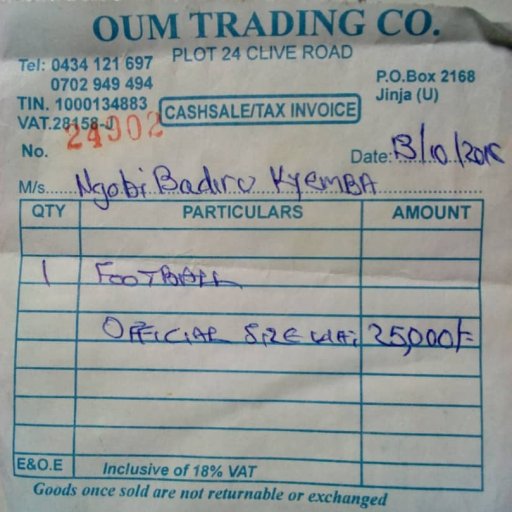 OUM TRADING CO.
PLOT 24 CLIVE ROAD
Tel: 0434 121 697
0702 949 494
TIN. 1000134883
VAT.28158-J
P.O.Box 2168
Jinja (U)
CASHSALE/TAX INVOICE
No. 24902
Date: 13/10/2015
M/s. Ngobi Badiru Kyemba
QTY PARTICULARS AMOUNT
1 FOOTBALL
OFFICIAL SIZE 25,000/=
E&O.E Inclusive of 18% VAT
Goods once sold are not returnable or exchanged